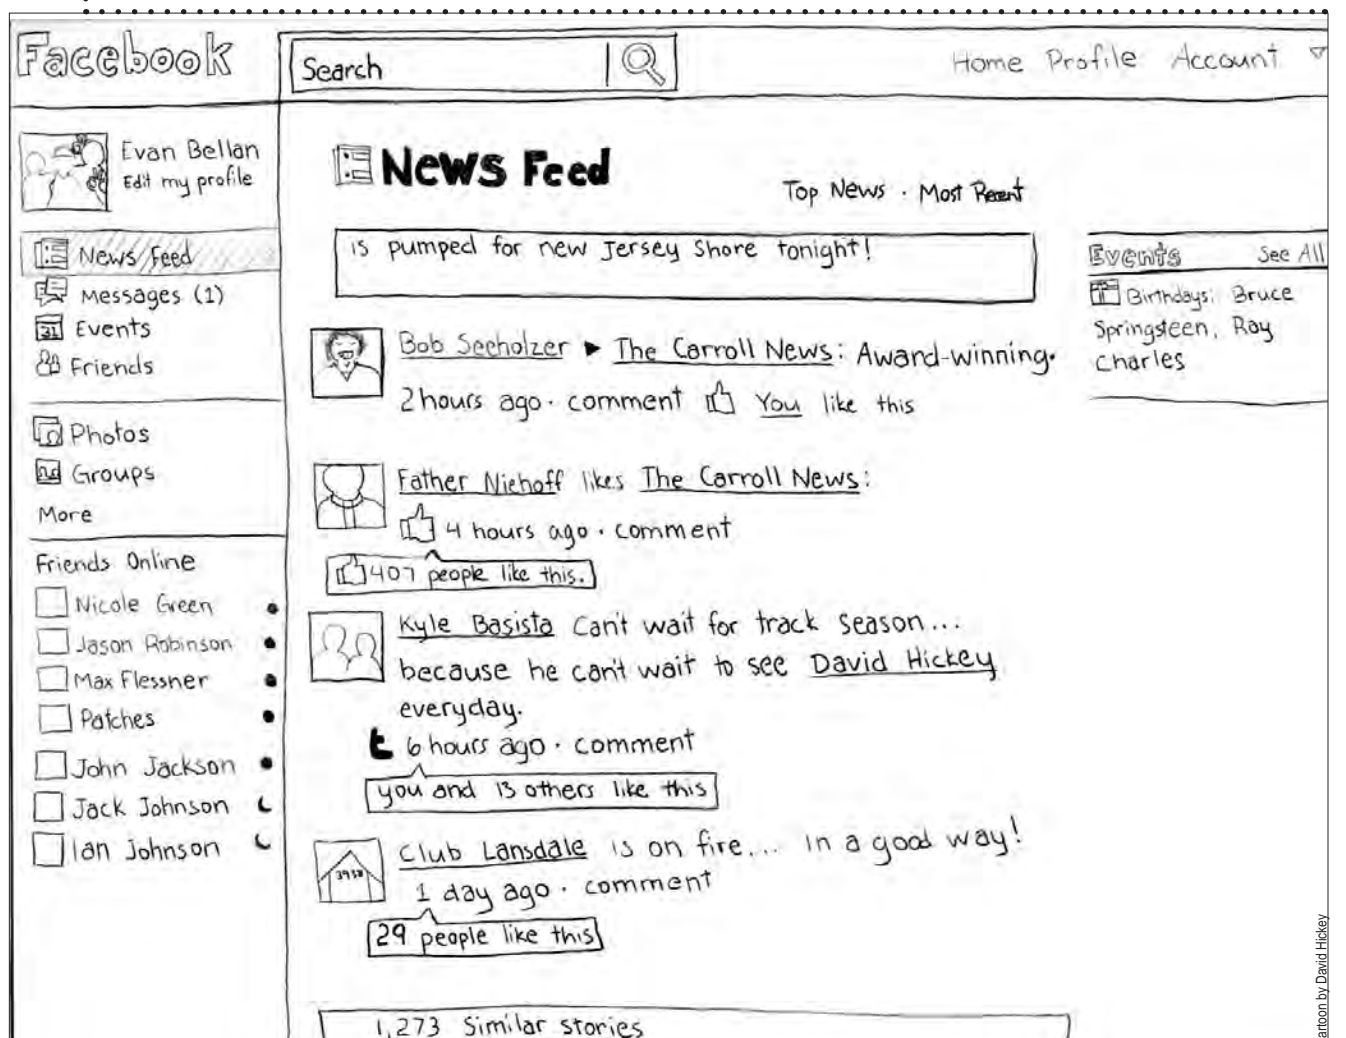 Facebook
Search
Home Profile Account
Evan Bellan
Edit my profile
News Feed
Messages (1)
31 Events
Friends
Photos
Groups
More
Friends Online
Nicole Green
Jason Robinson
Max Flessner
Patches
John Jackson
Jack Johnson
Ian Johnson
News Feed
Top News · Most Recent
is pumped for new Jersey Shore tonight!
Bob Seeholzer ► The Carroll News: Award-winning.
2 hours ago · comment You like this
Father Niehoff likes The Carroll News:
4 hours ago · comment
407 people like this.
Kyle Basista Can't wait for track season...
because he can't wait to see David Hickey
everyday.
t 6 hours ago · comment
you and 13 others like this
Club Lansdale is on fire.... in a good way!
3958
1 day ago · comment
29 people like this
1,273 Similar stories
Events See All
Birthdays: Bruce
Springsteen, Ray
Charles
artoon by David Hickey